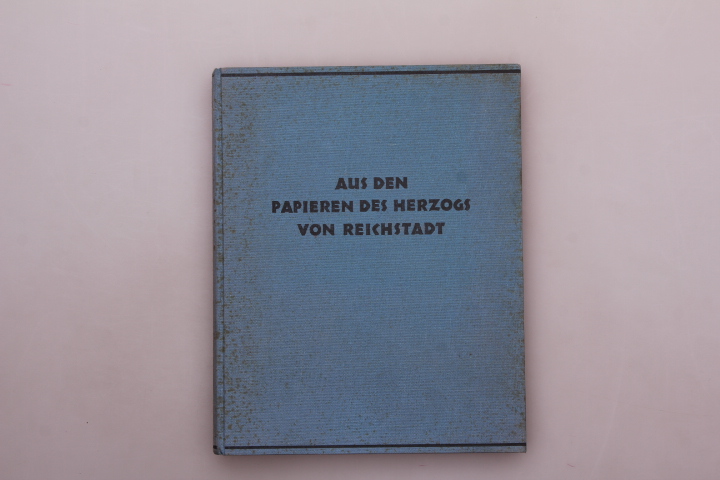 AUS DEN
PAPIEREN DES HERZOGS
VON REICHSTADT